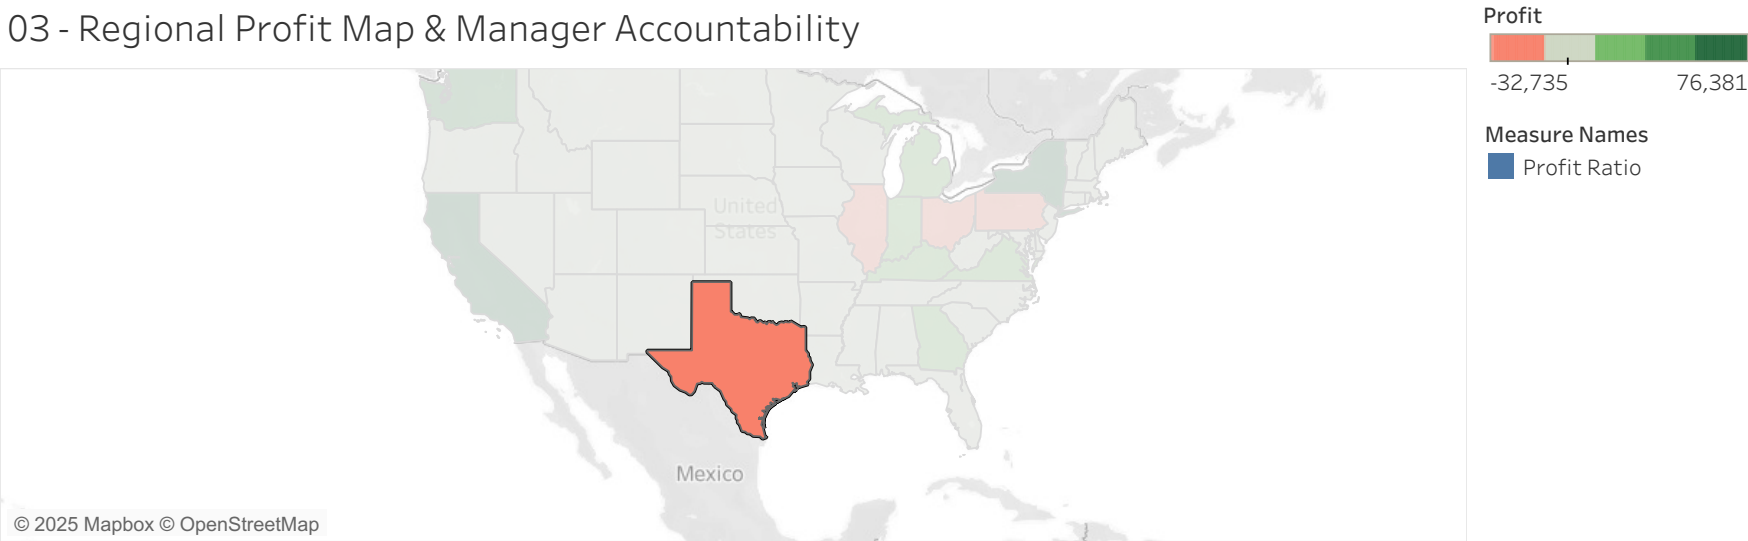 03 - Regional Profit Map & Manager Accountability
Profit
-32,735
76,381
Measure Names
Profit Ratio
United
States
Mexico
© 2025 Mapbox © OpenStreetMap